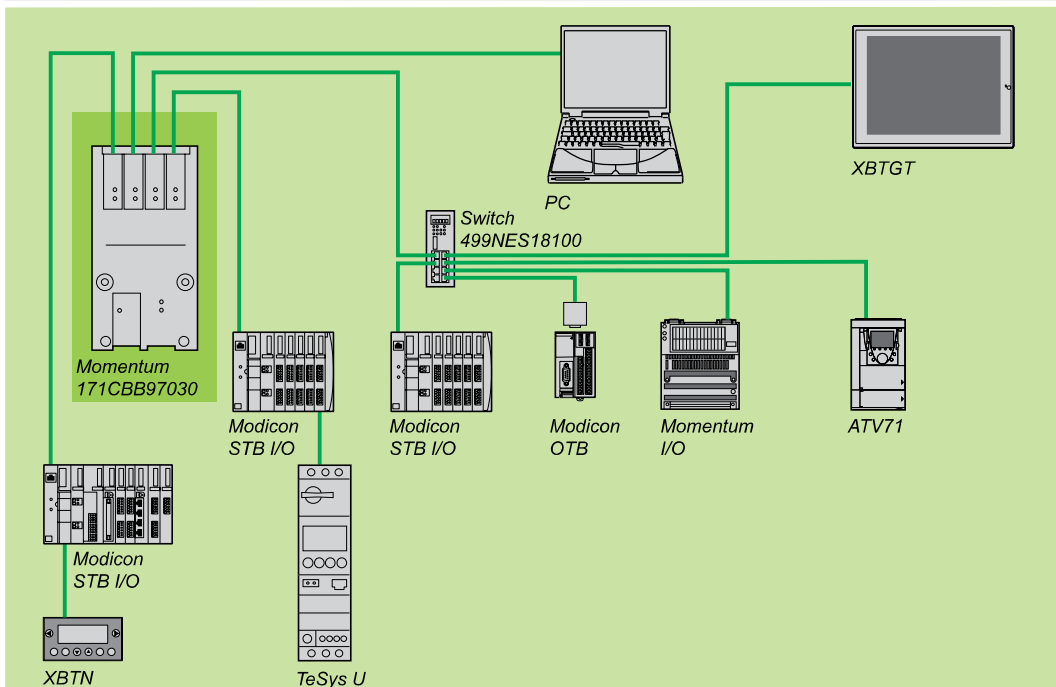 PC
XBTGT
Switch
499NES18100
Momentum
171CBB97030
Modicon
STB I/O
Modicon
STB I/O
Modicon
OTB
Momentum
I/O
ATV71
Modicon
STB I/O
XBTN
TeSys U